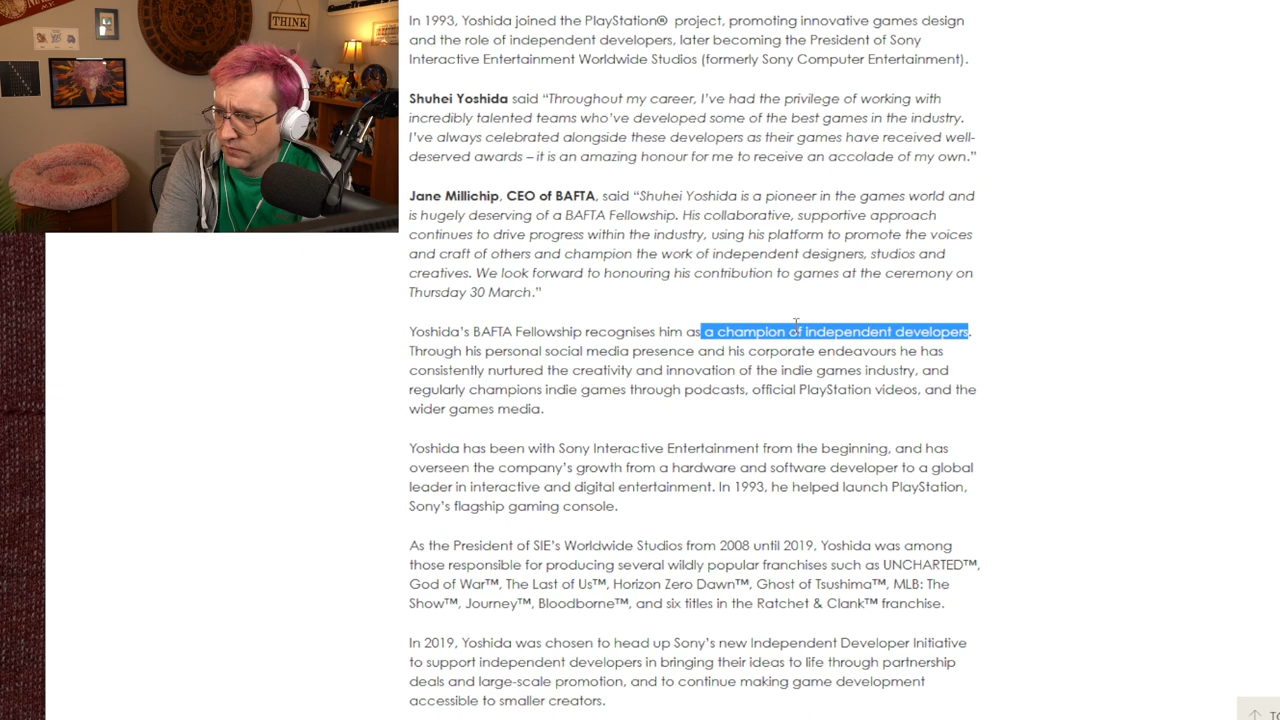 THINK
In 1993, Yoshida joined the PlayStation® project, promoting innovative games design
and the role of independent developers, later becoming the President of Sony
Interactive Entertainment Worldwide Studios (formerly Sony Computer Entertainment).
Shuhei Yoshida said “Throughout my career, I’ve had the privilege of working with
incredibly talented teams who’ve developed some of the best games in the industry.
I’ve always celebrated alongside these developers as their games have received well-
deserved awards – it is an amazing honour for me to receive an accolade of my own.”
Jane Millichip, CEO of BAFTA, said “Shuhei Yoshida is a pioneer in the games world and
is hugely deserving of a BAFTA Fellowship. His collaborative, supportive approach
continues to drive progress within the industry, using his platform to promote the voices
and craft of others and champion the work of independent designers, studios and
creatives. We look forward to honouring his contribution to games at the ceremony on
Thursday 30 March.”
Yoshida’s BAFTA Fellowship recognises him as a champion of independent developers.
Through his personal social media presence and his corporate endeavours he has
consistently nurtured the creativity and innovation of the indie games industry, and
regularly champions indie games through podcasts, official PlayStation videos, and the
wider games media.
Yoshida has been with Sony Interactive Entertainment from the beginning, and has
overseen the company’s growth from a hardware and software developer to a global
leader in interactive and digital entertainment. In 1993, he helped launch PlayStation,
Sony’s flagship gaming console.
As the President of SIE’s Worldwide Studios from 2008 until 2019, Yoshida was among
those responsible for producing several wildly popular franchises such as UNCHARTED™,
God of War™, The Last of Us™, Horizon Zero Dawn™, Ghost of Tsushima™, MLB: The
Show™, Journey™, Bloodborne™, and six titles in the Ratchet & Clank™ franchise.
In 2019, Yoshida was chosen to head up Sony’s new Independent Developer Initiative
to support independent developers in bringing their ideas to life through partnership
deals and large-scale promotion, and to continue making game development
accessible to smaller creators.